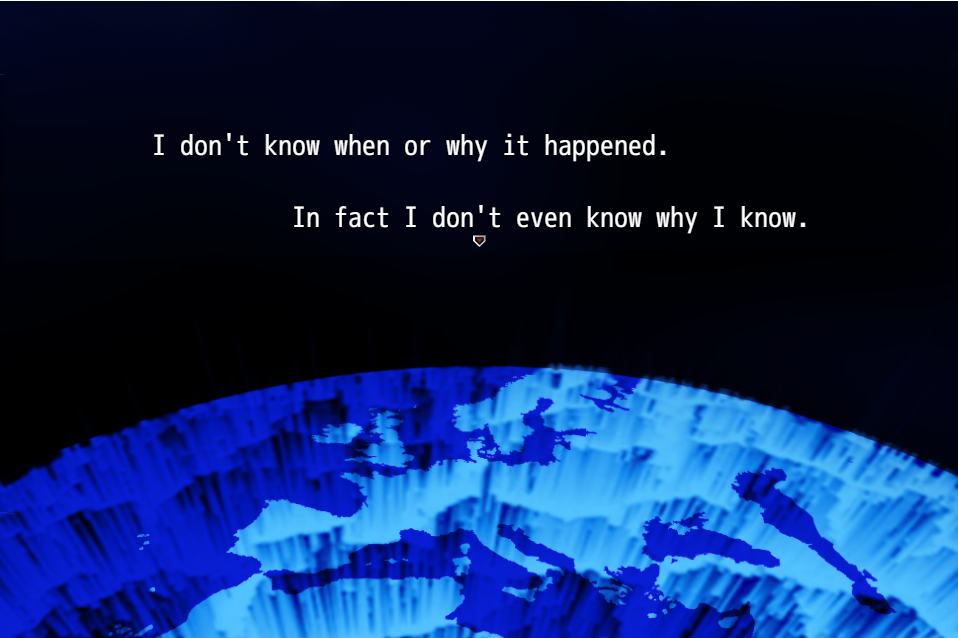 I don't know when or why it happened.
In fact I don't even know why I know.